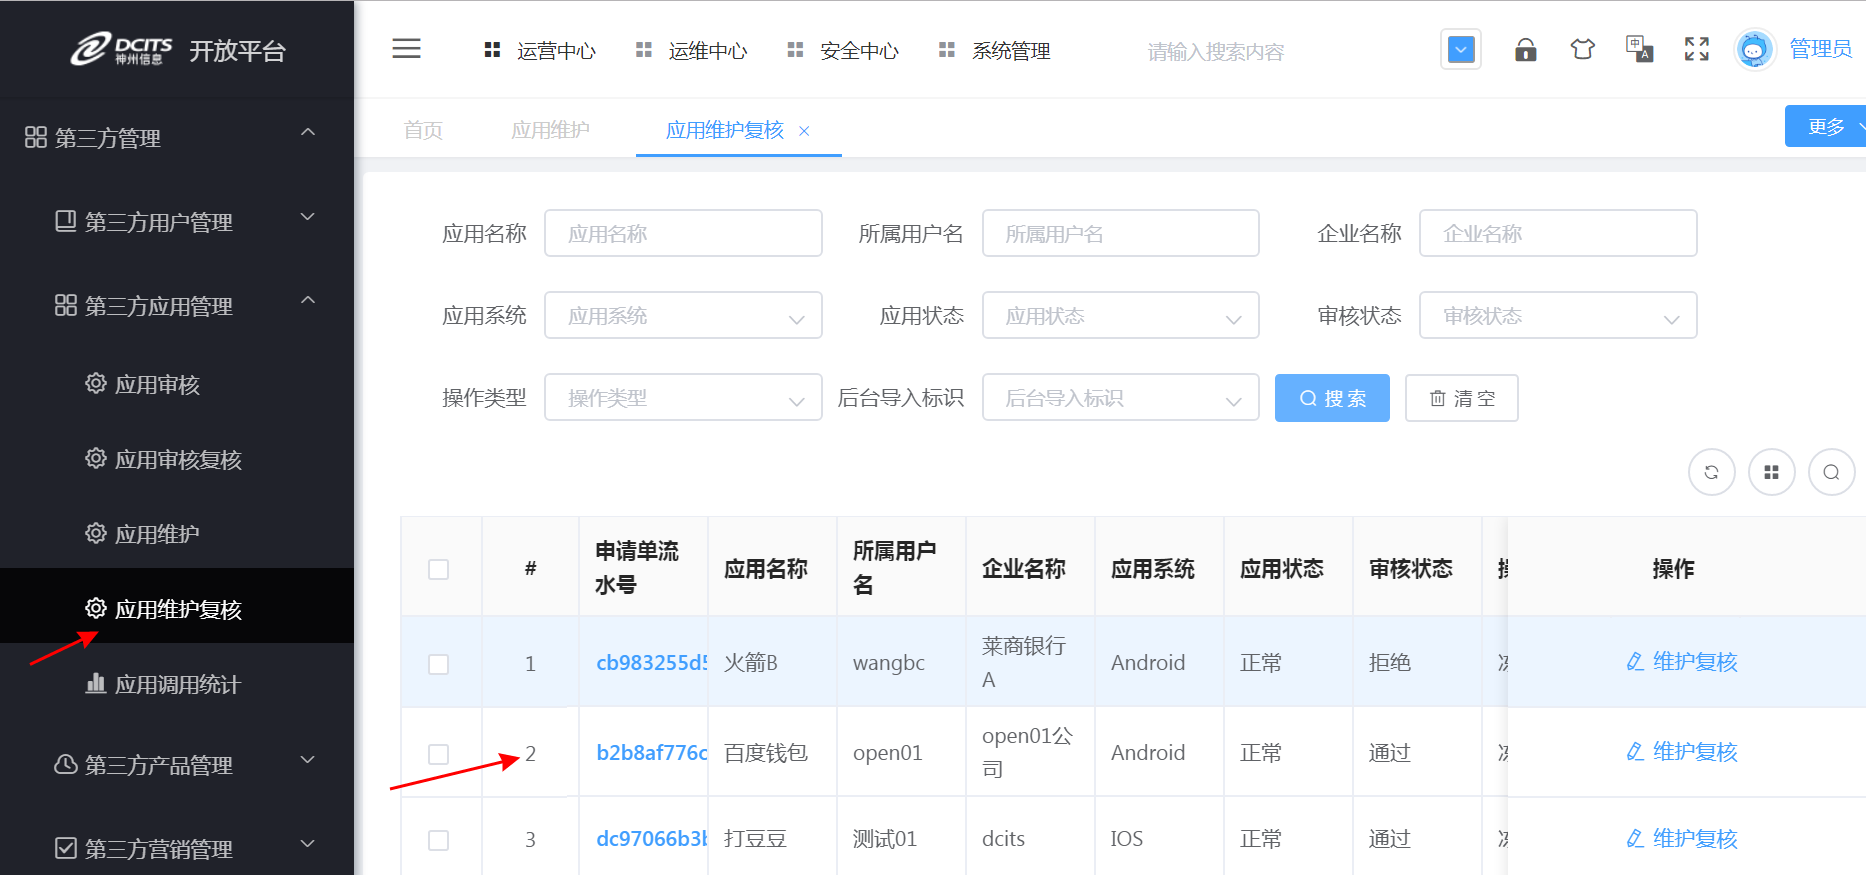 DCITS
神州信息
开放平台
运营中心
运维中心
安全中心
系统管理
请输入搜索内容
中
A
管理员
首页
应用维护
应用维护复核
更多
第三方管理
第三方用户管理
第三方应用管理
应用审核
应用审核复核
应用维护
应用维护复核
应用调用统计
第三方产品管理
第三方营销管理
应用名称 应用名称
所属用户名 所属用户名
企业名称 企业名称
应用系统 应用系统
应用状态 应用状态
审核状态 审核状态
操作类型 操作类型
后台导入标识 后台导入标识
搜索
清空
#
申请单流
水号
应用名称
所属用户
名
企业名称
应用系统
应用状态
审核状态
操作
1 cb983255d5 火箭B wangbc 莱商银行
A
Android 正常 拒绝 维护复核
2 b2b8af776c 百度钱包 open01 open01公
司
Android 正常 通过 维护复核
3 dc97066b3b 打豆豆 测试01 dcits IOS 正常 通过 维护复核